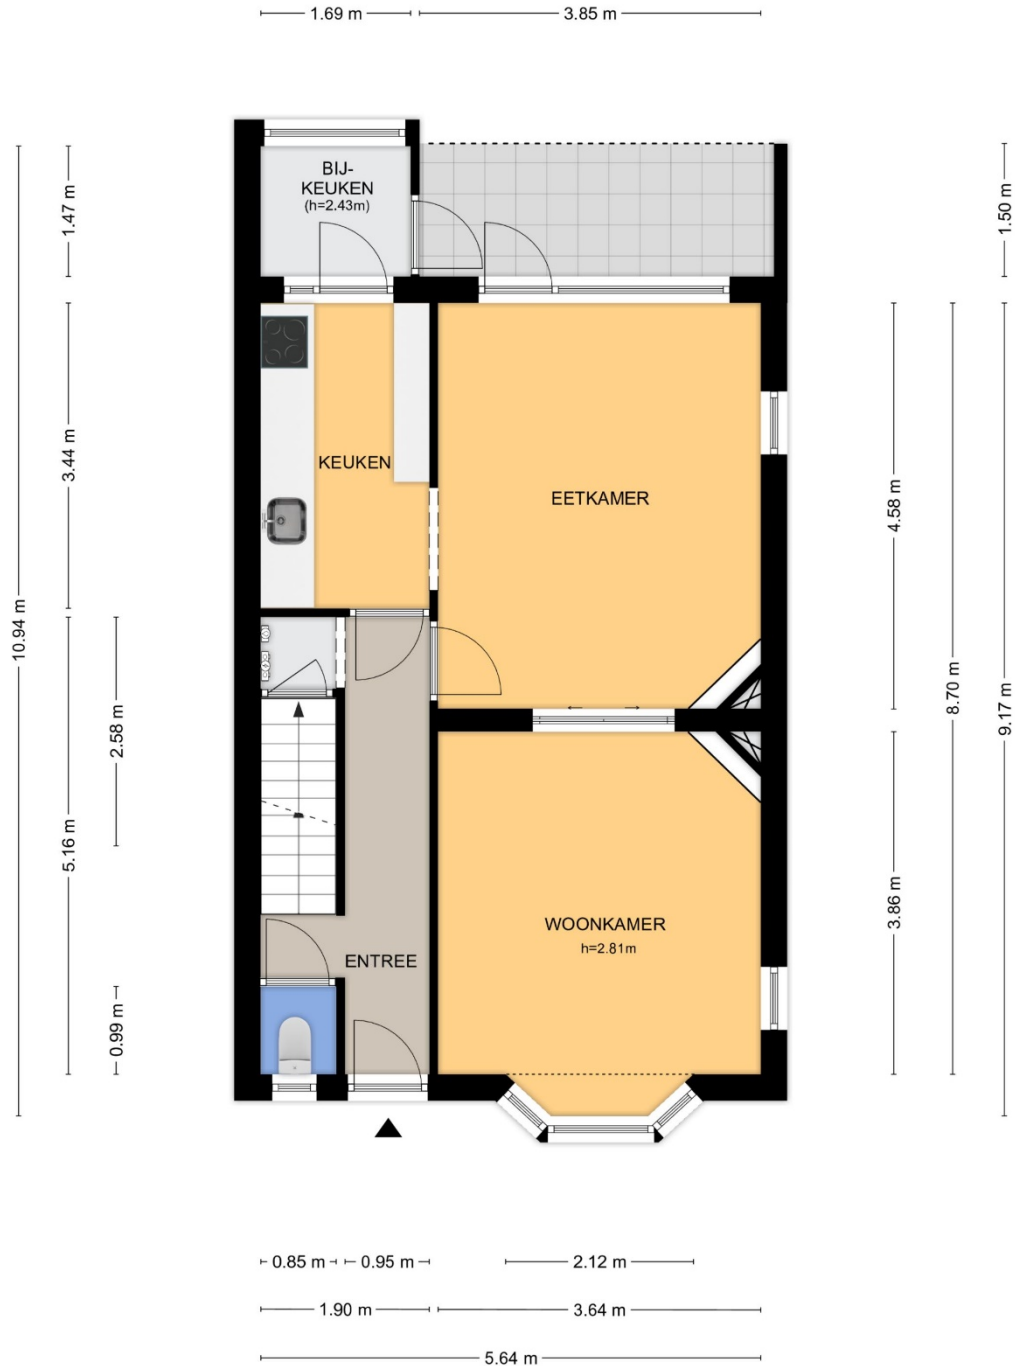 1.69 m
3.85 m
BIJ-
KEUKEN
(h=2.43m)
1.47 m
1.50 m
KEUKEN
3.44 m
EETKAMER
4.58 m
10.94 m
2.58 m
8.70 m
9.17 m
5.16 m
3.86 m
WOONKAMER
h=2.81m
ENTREE
0.99 m
0.85 m
0.95 m
2.12 m
1.90 m
3.64 m
5.64 m